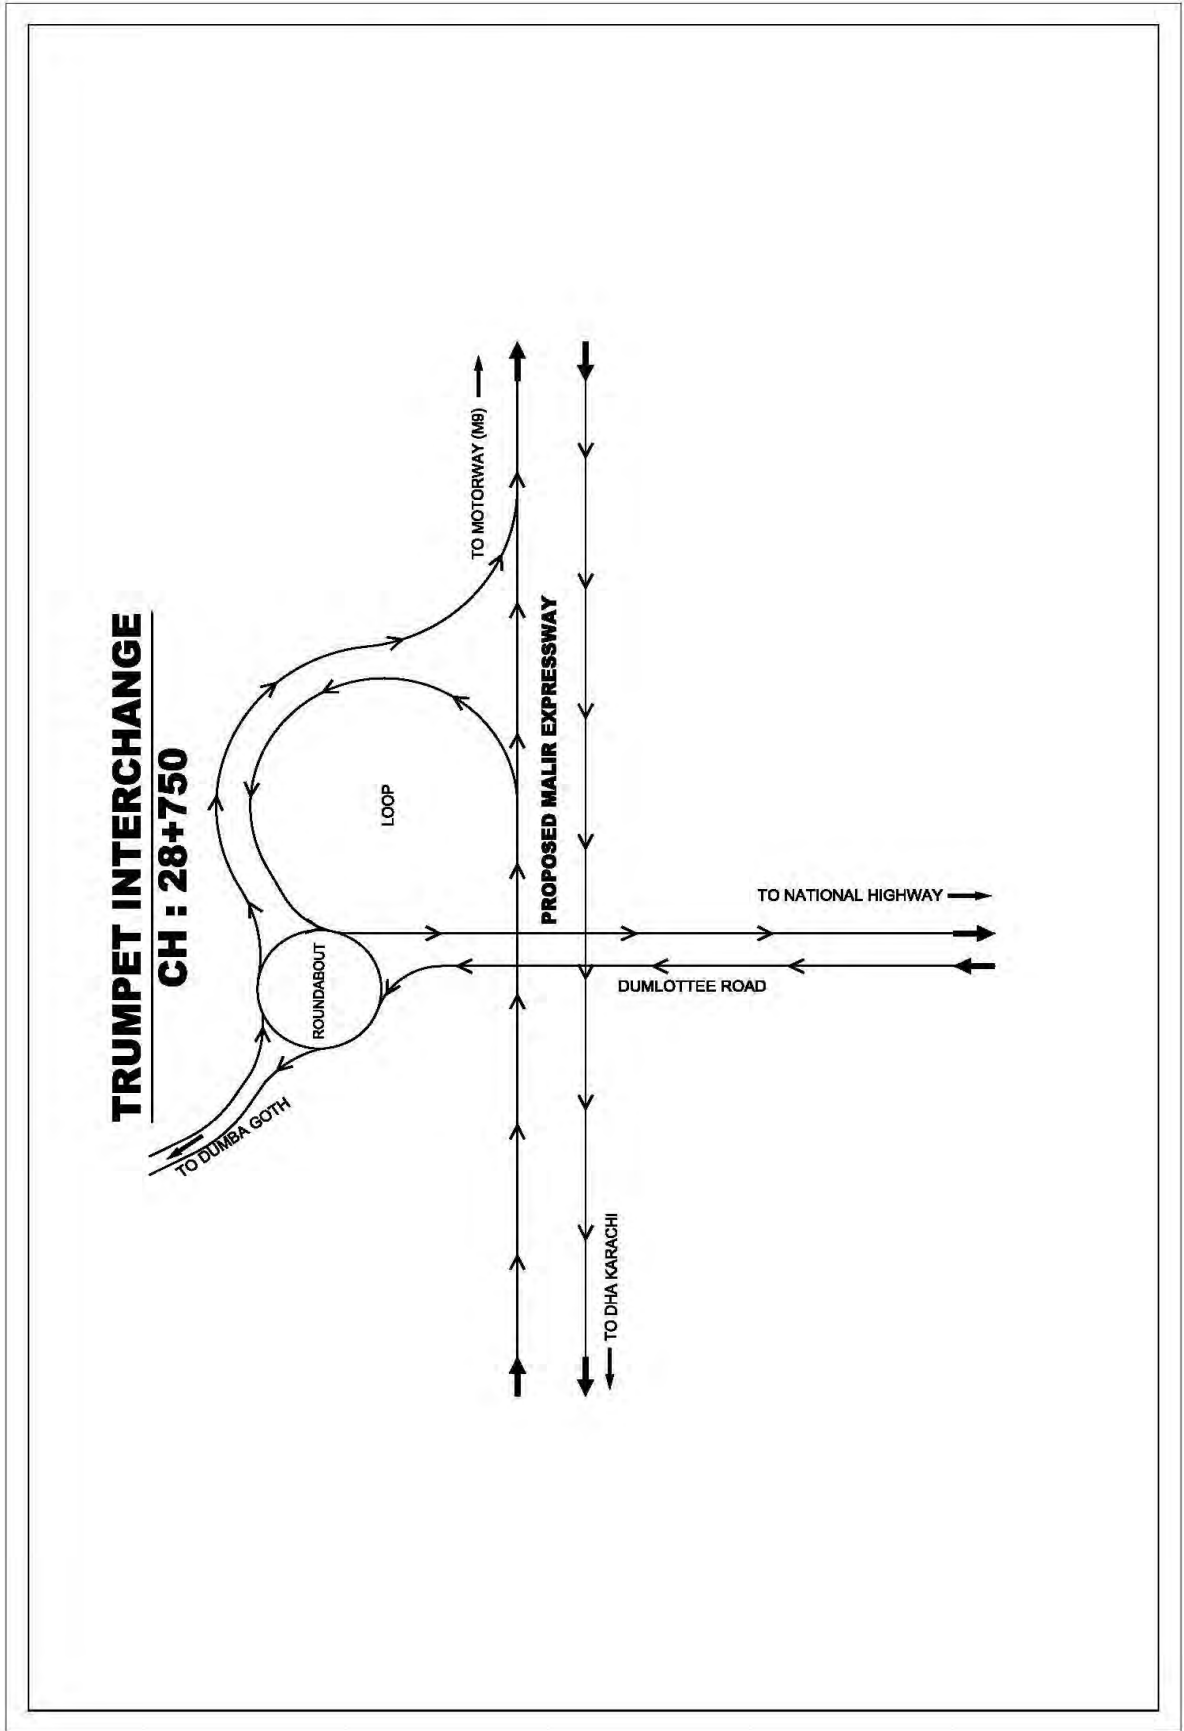 TRUMPET INTERCHANGE
CH : 28+750
TO DUMBA GOTH
ROUNDABOUT
LOOP
TO MOTORWAY (M9)
PROPOSED MALIR EXPRESSWAY
TO DHA KARACHI
DUMLOTTEE ROAD
TO NATIONAL HIGHWAY